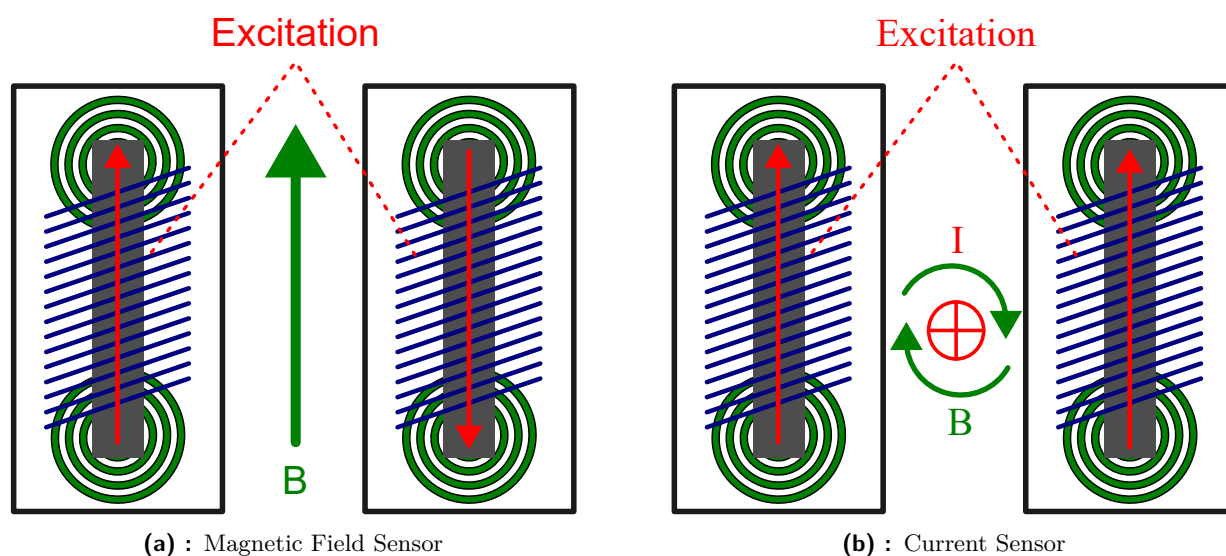 Excitation
B
(a) : Magnetic Field Sensor
Excitation
I
B
(b) : Current Sensor